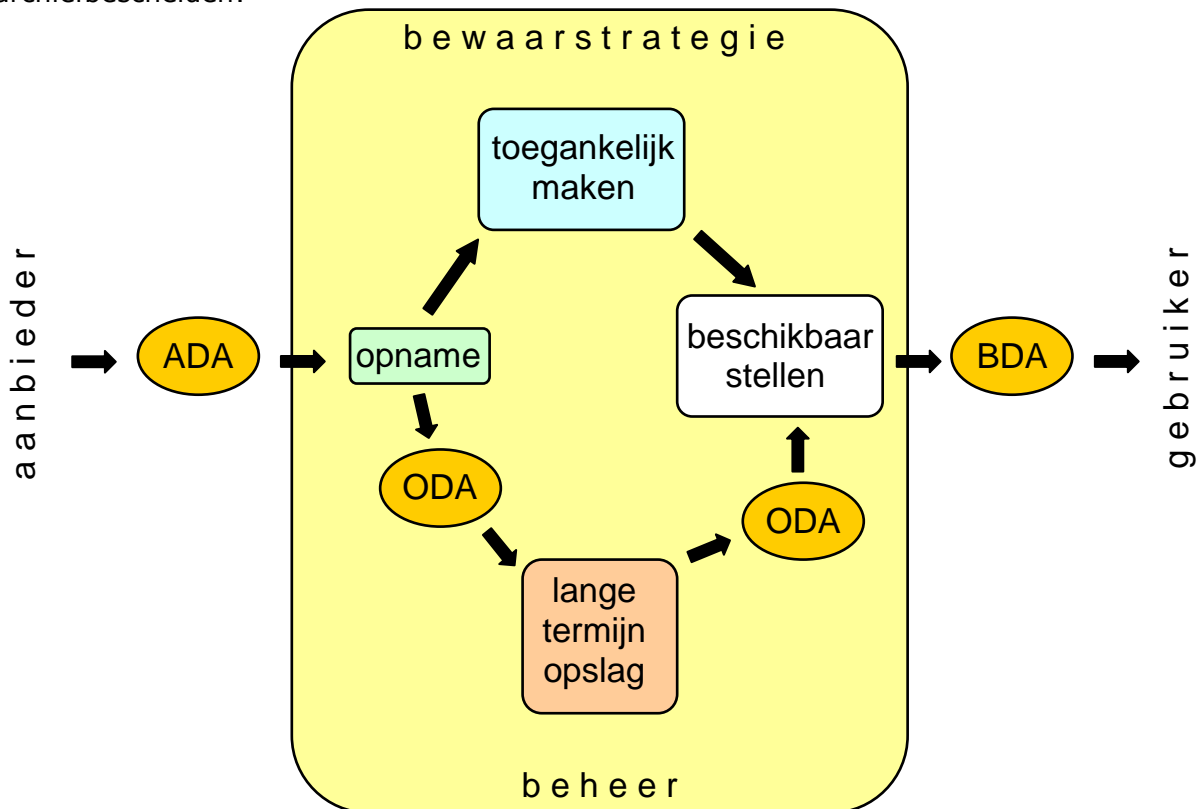 bewaarstrategie
toegankelijk
maken
aanbieder
ADA
opname
beschikbaar
stellen
BDA
gebruiker
ODA
ODA
lange
termijn
opslag
beheer